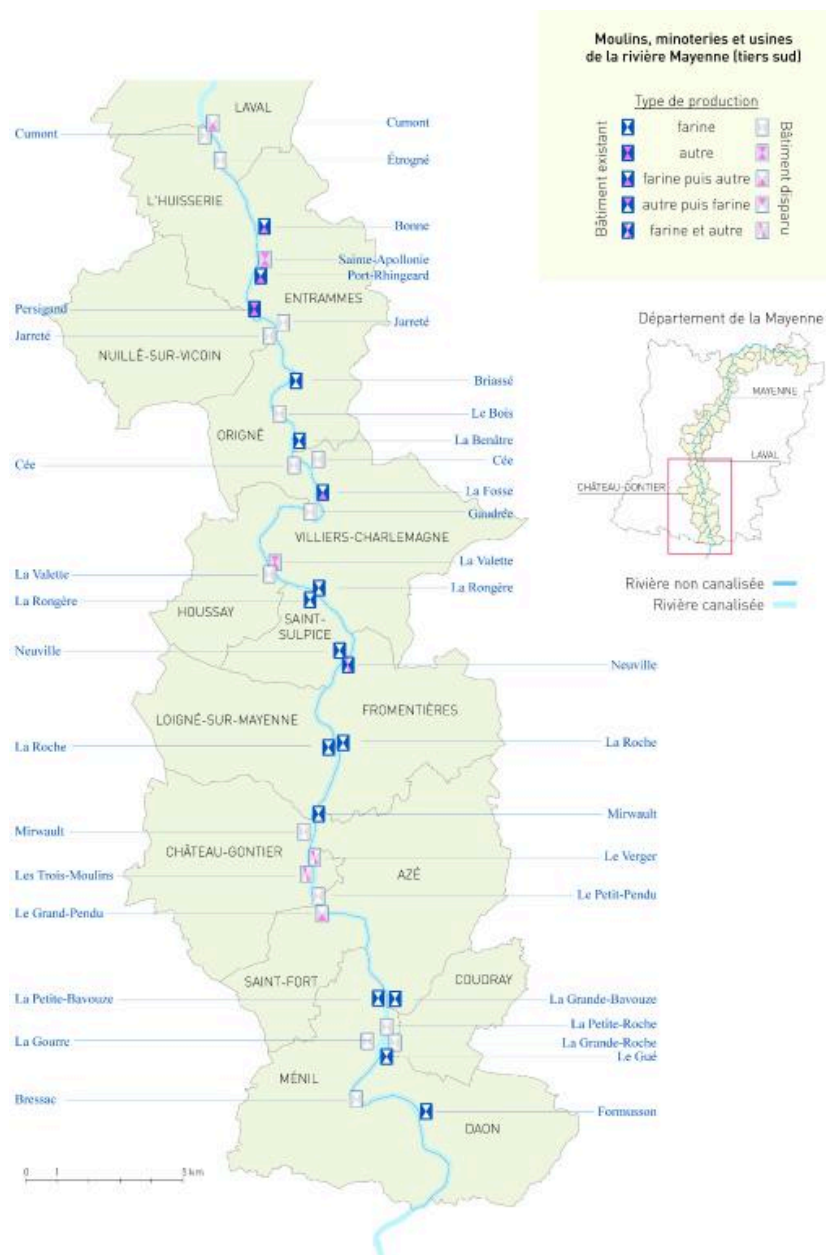 Moulins, minoteries et usines
de la rivière Mayenne (tiers sud)
Type de production
Bâtiment existant
farine
autre
farine puis autre
autre puis farine
farine et autre
Bâtiment disparu
Département de la Mayenne
MAYENNE
LAVAL
CHÂTEAU-GONTIER
Rivière non canalisée
Rivière canalisée
LAVAL
Cumont
Cumont
Étrogné
L'HUISSERIE
Bonne
Sainte-Apollonie
Port-Rhingeard
ENTRAMMES
Persigand
Jarreté
Jarreté
NUILLÉ-SUR-VICOIN
Briassé
Le Bois
ORIGNÉ
La Benâtre
Cée
Cée
La Fosse
Gaudrée
VILLIERS-CHARLEMAGNE
La Valette
La Valette
La Rongère
La Rongère
HOUSSAY
SAINT-
SULPICE
Neuville
Neuville
LOIGNÉ-SUR-MAYENNE
FROMENTIÈRES
La Roche
La Roche
Mirwault
Mirwault
CHÂTEAU-GONTIER
Le Verger
Les Trois-Moulins
AZÉ
Le Petit-Pendu
Le Grand-Pendu
SAINT-FORT
COUDRAY
La Petite-Bavouze
La Grande-Bavouze
La Petite-Roche
La Gourre
La Grande-Roche
Le Gué
MÉNIL
Bressac
Formusson
DAON
0 1 5 km